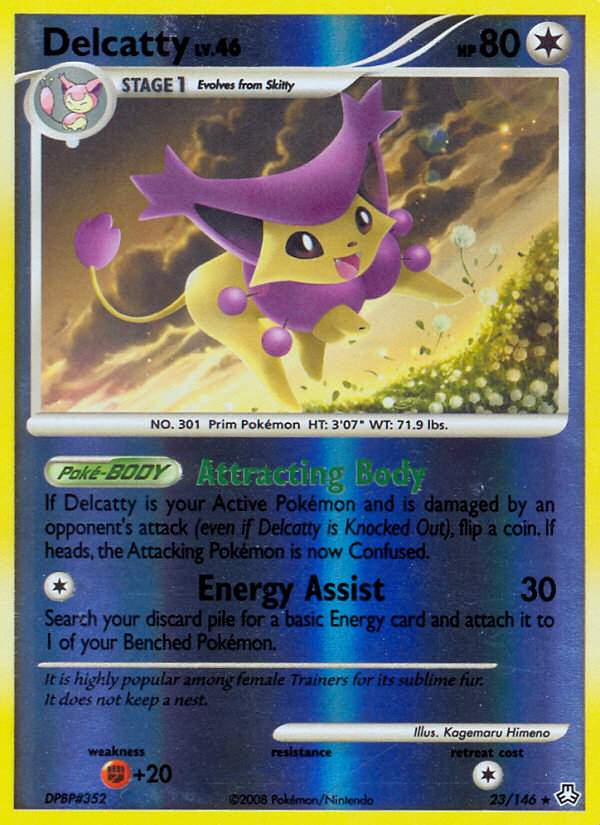 Delcatty LV.46 HP 80
STAGE 1 Evolves from Skitty
NO. 301 Prim Pokémon HT: 3'07" WT: 71.9 lbs.
Poké-BODY Attracting Body
If Delcatty is your Active Pokémon and is damaged by an
opponent's attack (even if Delcatty is Knocked Out), flip a coin. If
heads, the Attacking Pokémon is now Confused.
Energy Assist 30
Search your discard pile for a basic Energy card and attach it to
1 of your Benched Pokémon.
It is highly popular among female Trainers for its sublime fur.
It does not keep a nest.
Illus. Kagemaru Himeno
weakness resistance retreat cost
+20
DPBP#352 ©2008 Pokémon/Nintendo 23/146 ★